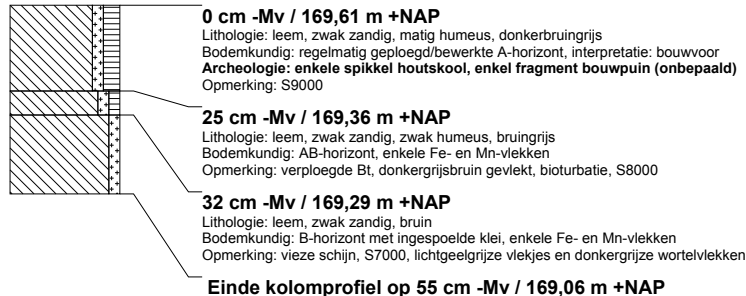 0 cm -Mv / 169,61 m +NAP
Lithologie: leem, zwak zandig, matig humeus, donkerbruingrijs
Bodemkundig: regelmatig geploegd/bewerkte A-horizont, interpretatie: bouwvoor
Archeologie: enkele spikkel houtskool, enkel fragment bouwpuin (onbepaald)
Opmerking: S9000
25 cm -Mv / 169,36 m +NAP
Lithologie: leem, zwak zandig, zwak humeus, bruingrijs
Bodemkundig: AB-horizont, enkele Fe- en Mn-vlekken
Opmerking: verploegde Bt, donkergrijsbruin gevlekt, bioturbatie, S8000
32 cm -Mv / 169,29 m +NAP
Lithologie: leem, zwak zandig, bruin
Bodemkundig: B-horizont met ingespoelde klei, enkele Fe- en Mn-vlekken
Opmerking: vieze schijn, S7000, lichtgeelgrijze vlekjes en donkergrijze wortelvlekken
Einde kolomprofiel op 55 cm -Mv / 169,06 m +NAP